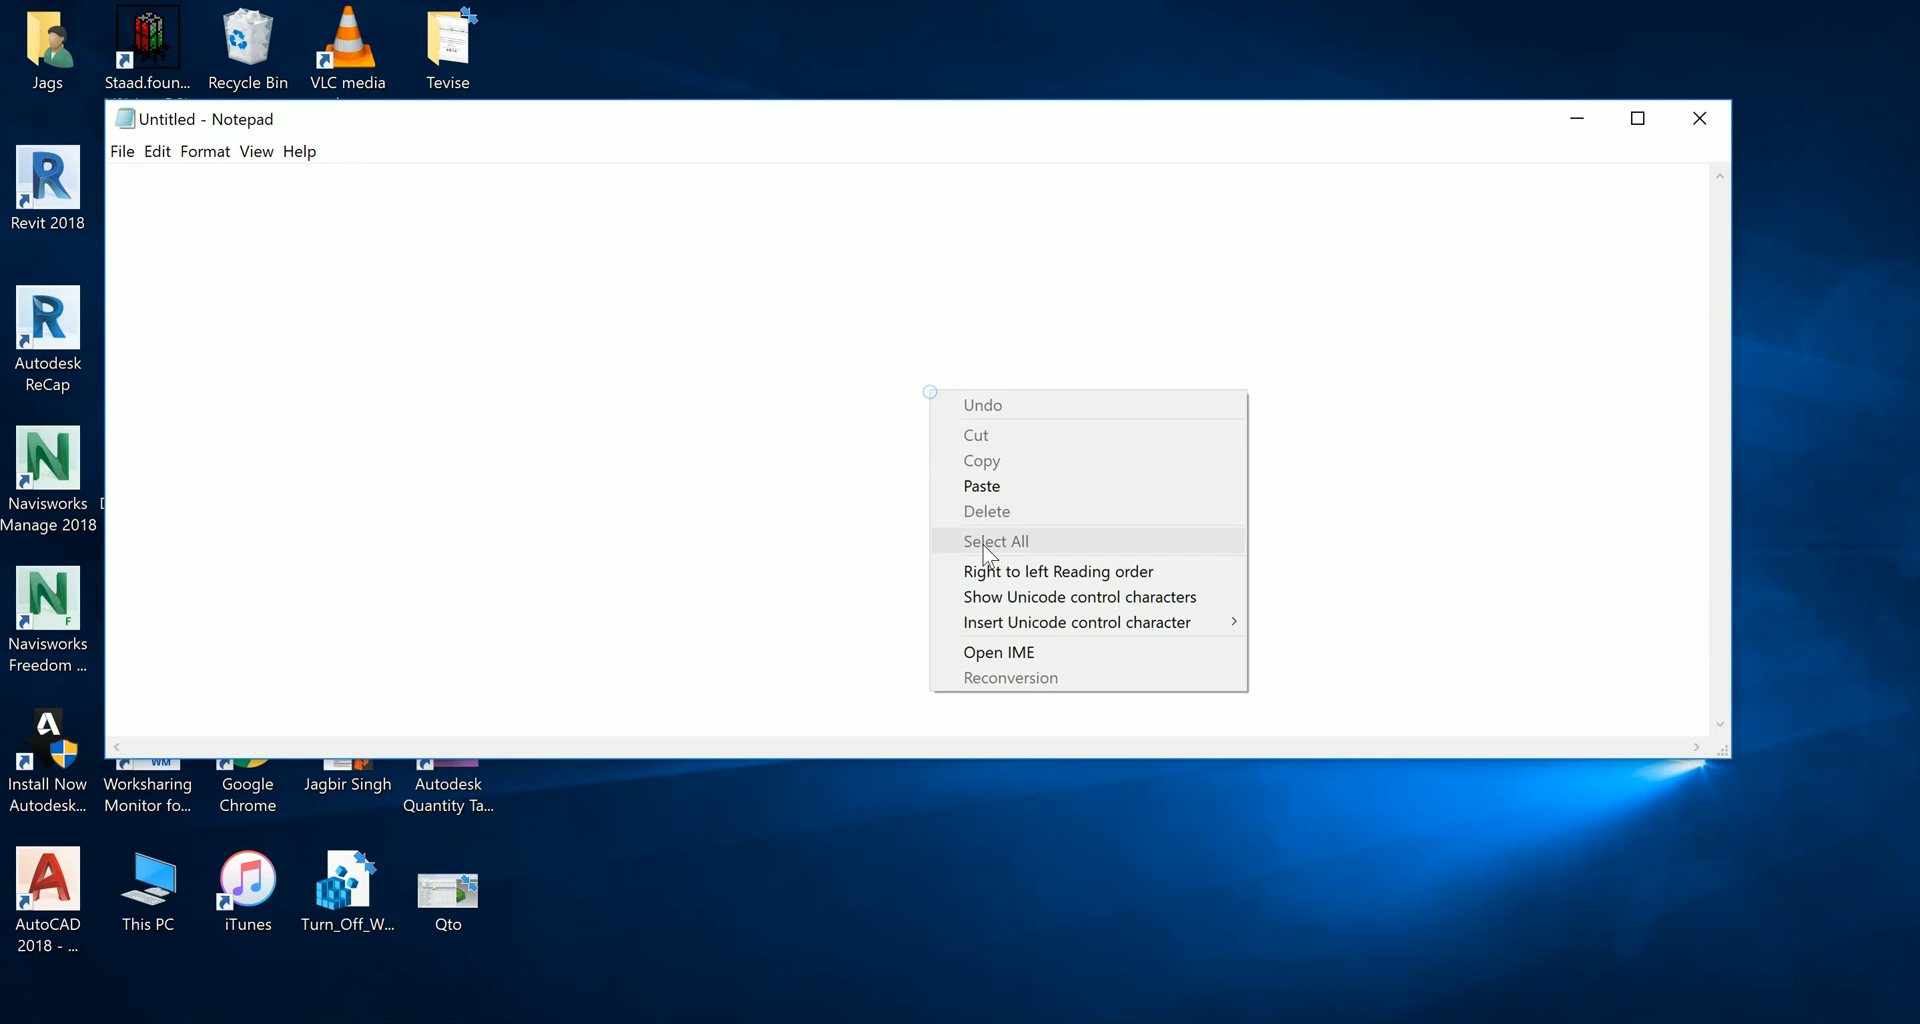 Jags
Staad.foun...
Recycle Bin
VLC media
Tevise
Untitled - Notepad
File Edit Format View Help
Revit 2018
Autodesk
ReCap
Navisworks
Manage 2018
Navisworks
Freedom ...
Undo
Cut
Copy
Paste
Delete
Select All
Right to left Reading order
Show Unicode control characters
Insert Unicode control character
Open IME
Reconversion
Install Now
Autodesk...
WM
Worksharing
Monitor fo...
Google
Chrome
Jagbir Singh
Autodesk
Quantity Ta...
AutoCAD
2018 - ...
This PC
iTunes
Turn_Off_W...
Qto